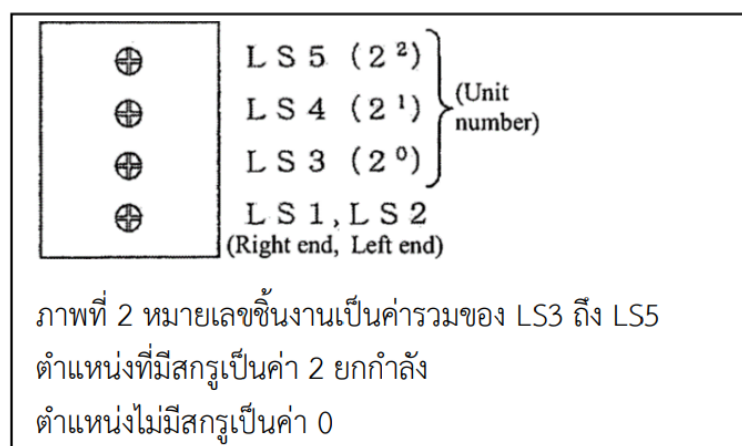 LS5 (2²)
LS4 (2¹)
LS3 (2⁰)
(Unit
number)
LS1, LS2
(Right end, Left end)
ภาพที่ 2 หมายเลขชิ้นงานเป็นค่ารวมของ LS3 ถึง LS5
ตำแหน่งที่มีสกรูเป็นค่า 2 ยกกำลัง
ตำแหน่งไม่มีสกรูเป็นค่า 0